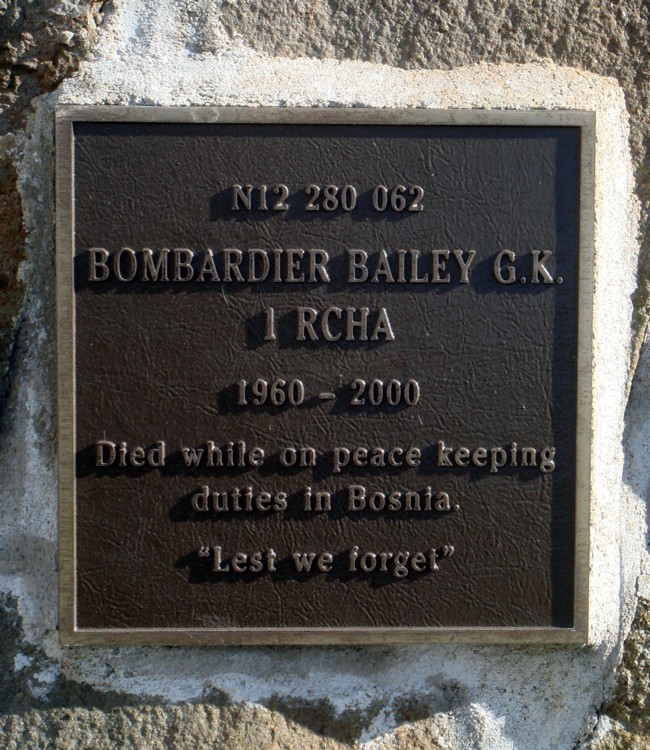 N12 280 062
BOMBARDIER BAILEY G.K.
1 RCHA
1960 – 2000
Died while on peace keeping
duties in Bosnia.
“Lest we forget”